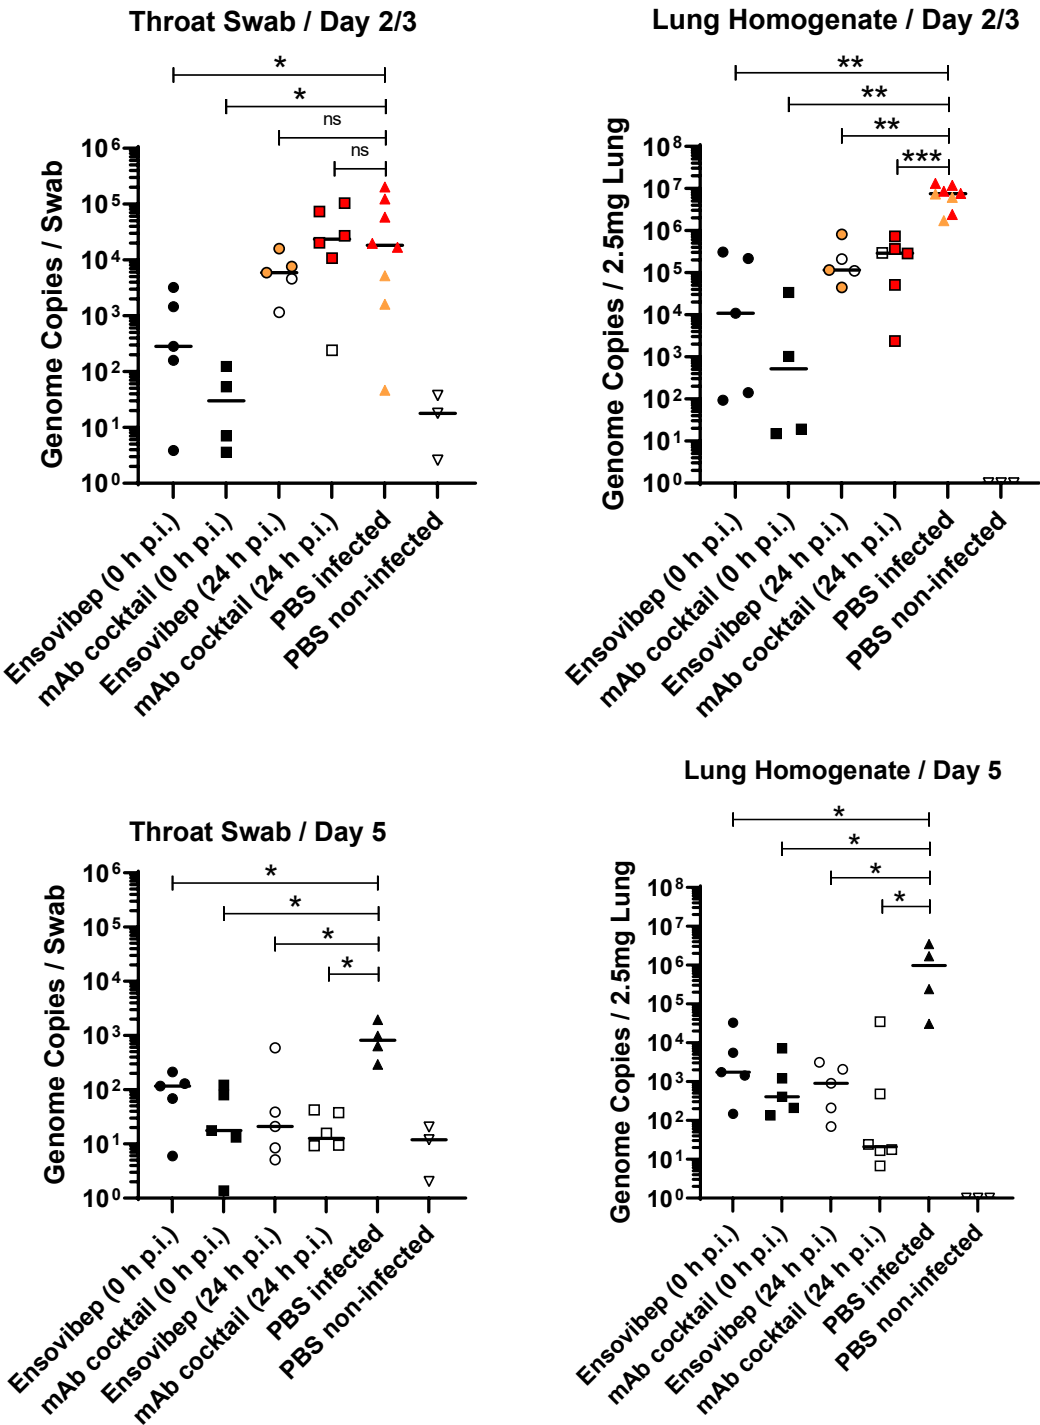 Throat Swab / Day 2/3
*
*
ns
ns
Genome Copies / Swab
10⁶
10⁵
10⁴
10³
10²
10¹
10⁰
Ensovibep (0 h p.i.)
mAb cocktail (0 h p.i.)
Ensovibep (24 h p.i.)
mAb cocktail (24 h p.i.)
PBS infected
PBS non-infected
Lung Homogenate / Day 2/3
**
**
**
***
Genome Copies / 2.5mg Lung
10⁸
10⁷
10⁶
10⁵
10⁴
10³
10²
10¹
10⁰
Ensovibep (0 h p.i.)
mAb cocktail (0 h p.i.)
Ensovibep (24 h p.i.)
mAb cocktail (24 h p.i.)
PBS infected
PBS non-infected
Throat Swab / Day 5
*
*
*
*
Genome Copies / Swab
10⁶
10⁵
10⁴
10³
10²
10¹
10⁰
Ensovibep (0 h p.i.)
mAb cocktail (0 h p.i.)
Ensovibep (24 h p.i.)
mAb cocktail (24 h p.i.)
PBS infected
PBS non-infected
Lung Homogenate / Day 5
*
*
*
*
Genome Copies / 2.5mg Lung
10⁸
10⁷
10⁶
10⁵
10⁴
10³
10²
10¹
10⁰
Ensovibep (0 h p.i.)
mAb cocktail (0 h p.i.)
Ensovibep (24 h p.i.)
mAb cocktail (24 h p.i.)
PBS infected
PBS non-infected